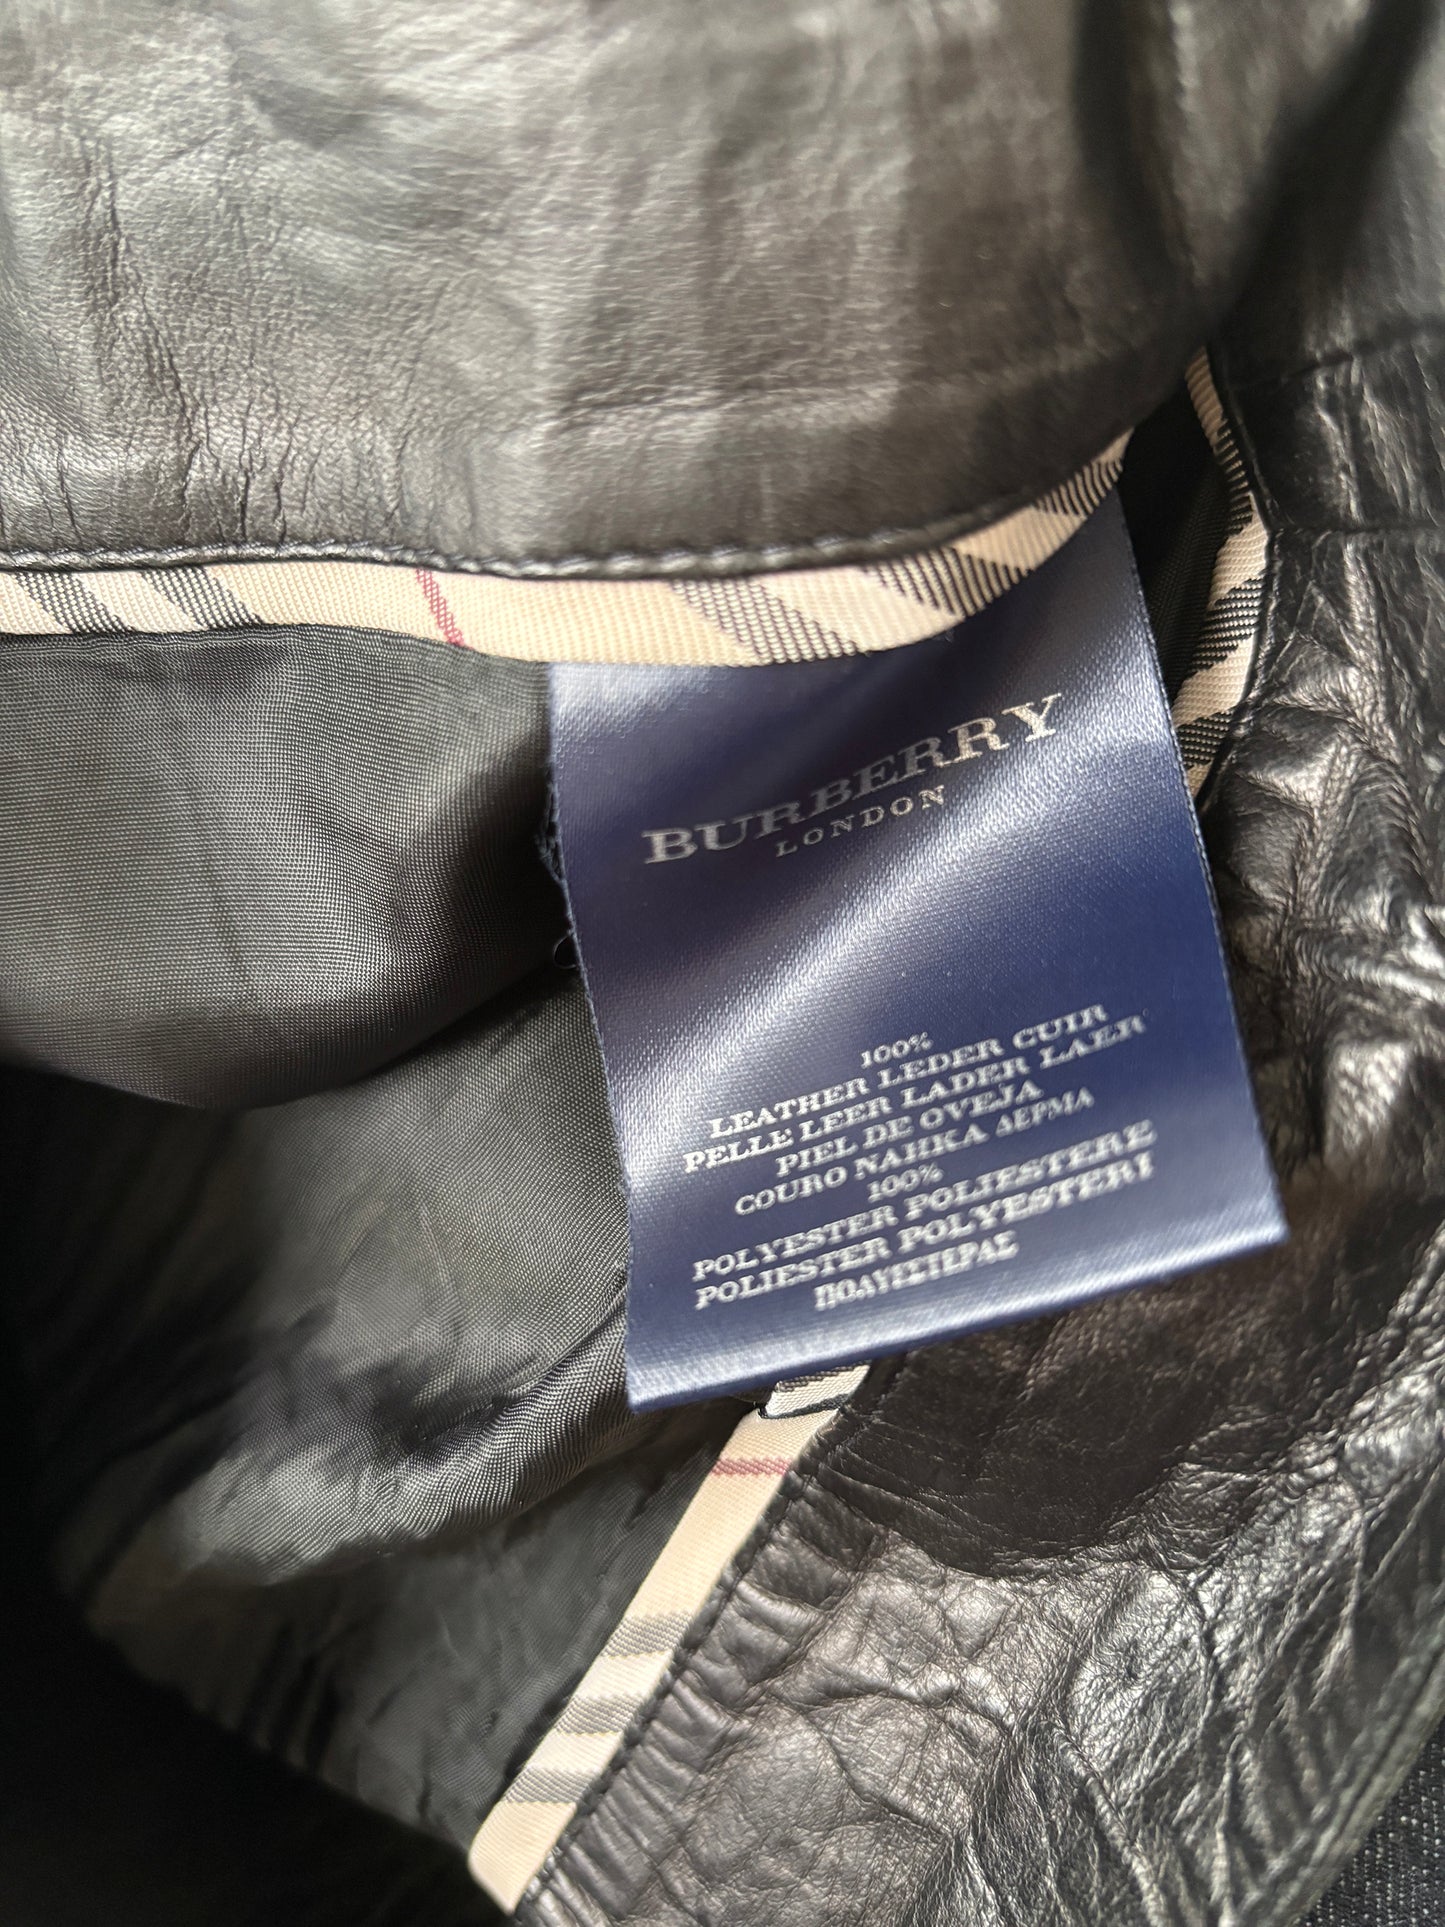 BURBERRY
LONDON
100%
LEATHER LEDER CUIR
PELLE LEER LADER LAER
PIEL DE OVEJA
COURO NAHKA ΔΕΡΜΑ
100%
POLYESTER POLIESTERE
POLIESTER POLYESTERI
ΠΟΛΥΕΣΤΕΡΑΣ